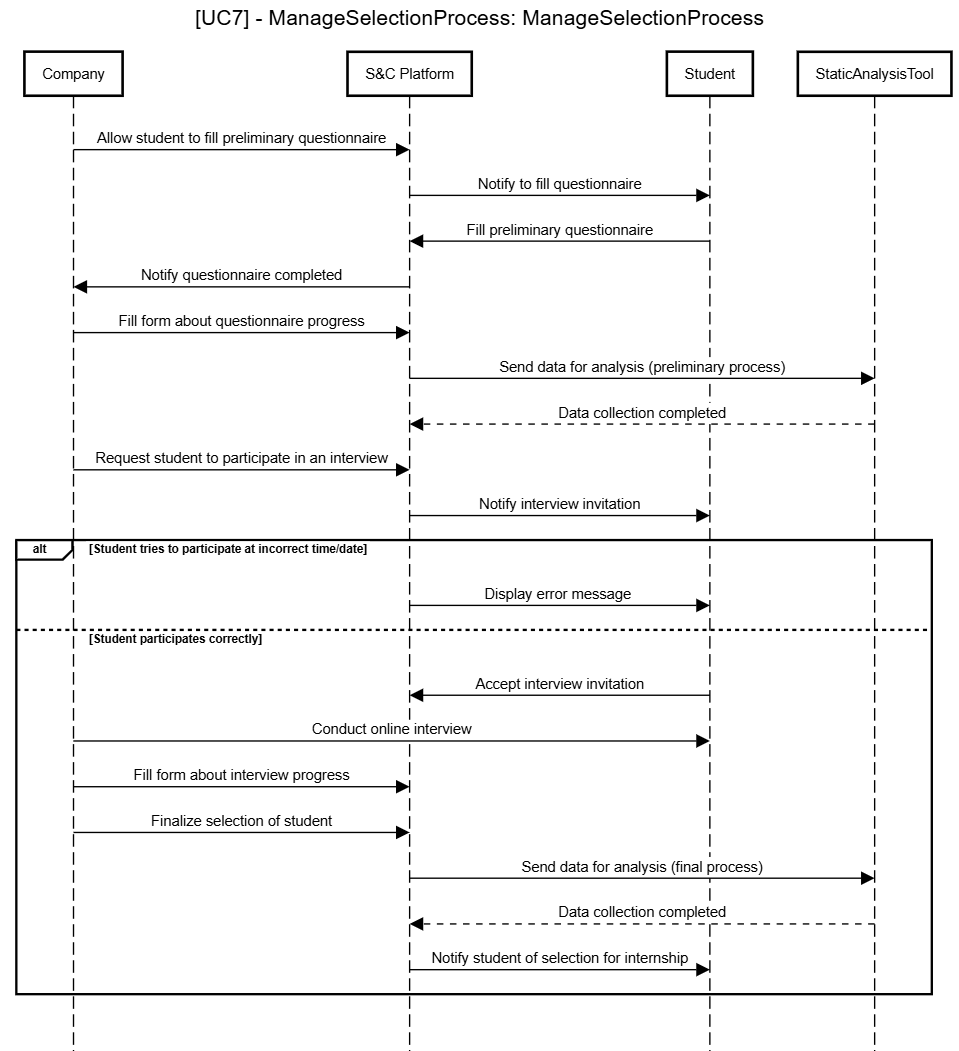 [UC7] - ManageSelectionProcess: ManageSelectionProcess
Company
S&C Platform
Student
StaticAnalysisTool
Allow student to fill preliminary questionnaire
Notify to fill questionnaire
Fill preliminary questionnaire
Notify questionnaire completed
Fill form about questionnaire progress
Send data for analysis (preliminary process)
Data collection completed
Request student to participate in an interview
Notify interview invitation
alt
[Student tries to participate at incorrect time/date]
Display error message
[Student participates correctly]
Accept interview invitation
Conduct online interview
Fill form about interview progress
Finalize selection of student
Send data for analysis (final process)
Data collection completed
Notify student of selection for internship